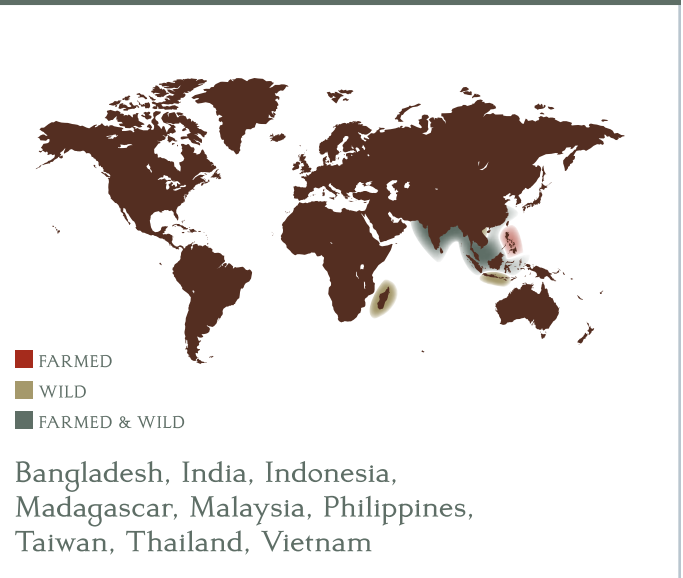 FARMED
WILD
FARMED & WILD
Bangladesh, India, Indonesia,
Madagascar, Malaysia, Philippines,
Taiwan, Thailand, Vietnam